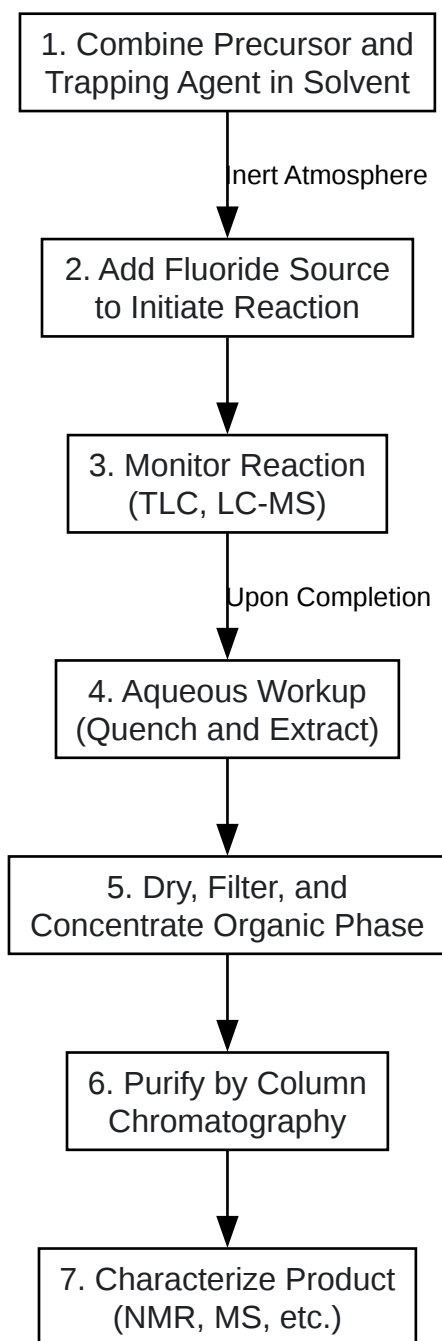 1. Combine Precursor and
Trapping Agent in Solvent
Inert Atmosphere
2. Add Fluoride Source
to Initiate Reaction
3. Monitor Reaction
(TLC, LC-MS)
Upon Completion
4. Aqueous Workup
(Quench and Extract)
5. Dry, Filter, and
Concentrate Organic Phase
6. Purify by Column
Chromatography
7. Characterize Product
(NMR, MS, etc.)